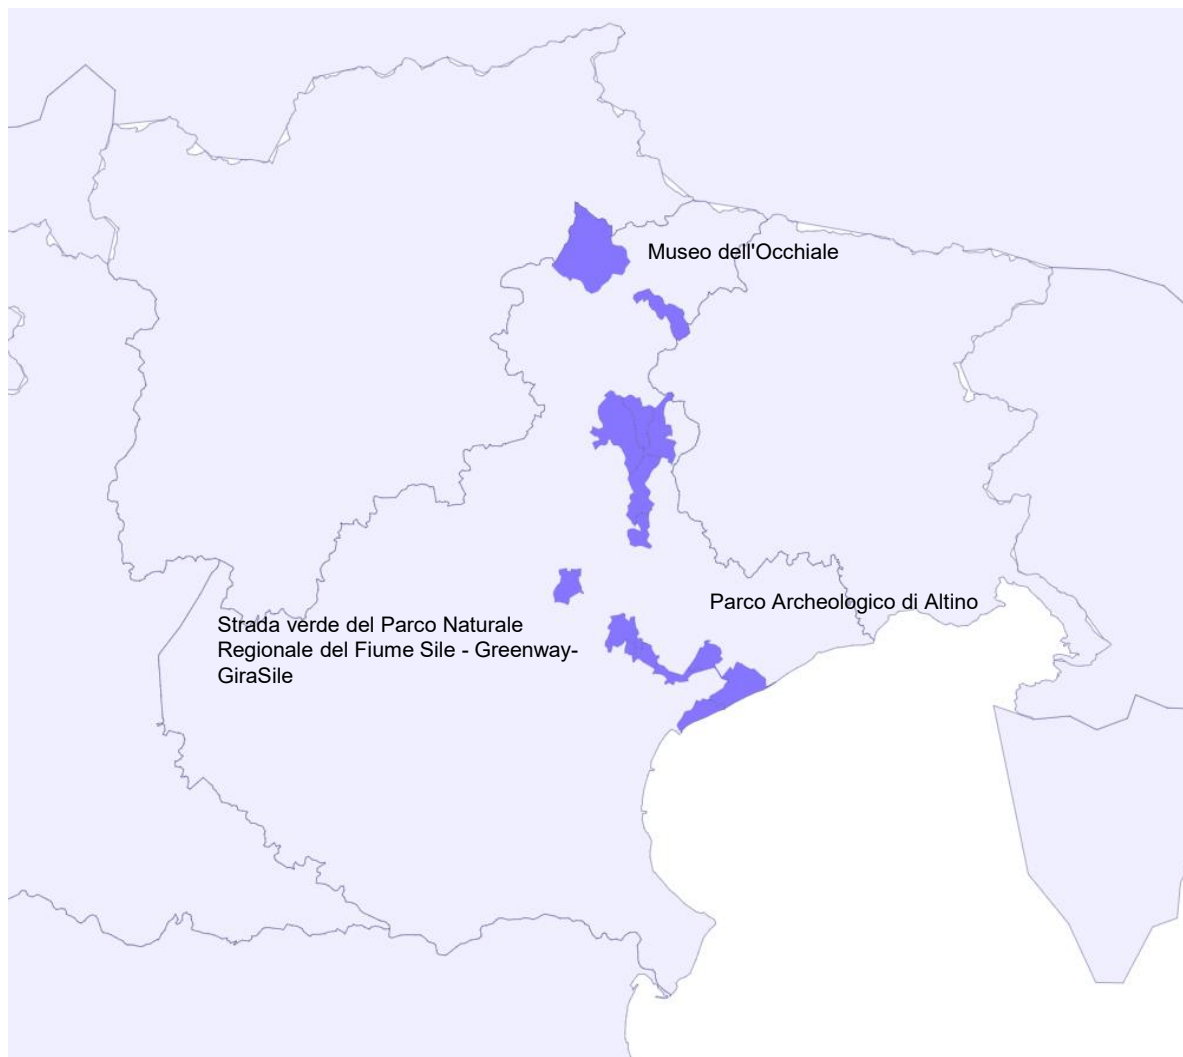 Museo dell'Occhiale
Parco Archeologico di Altino
Strada verde del Parco Naturale
Regionale del Fiume Sile - Greenway-
GiraSile